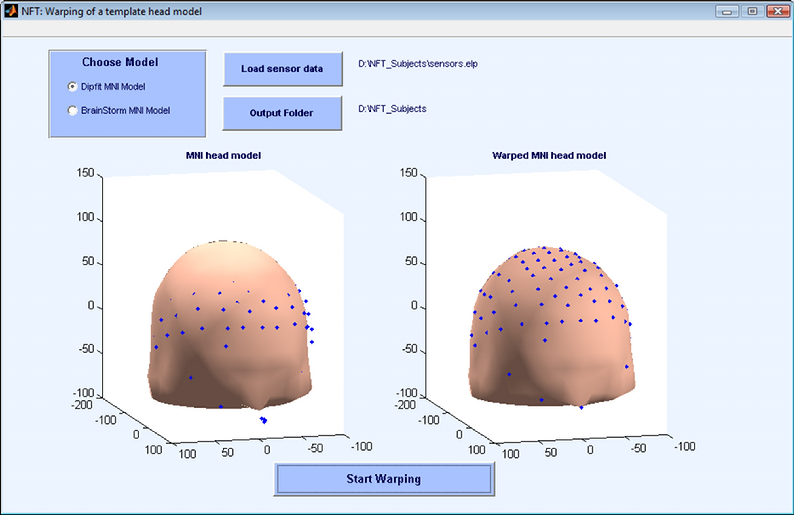 NFT: Warping of a template head model
Choose Model
Dipfit MNI Model
BrainStorm MNI Model
Load sensor data
D:\NFT_Subjects\sensors.elp
Output Folder
D:\NFT_Subjects
MNI head model
150
100
50
0
-50
-100
-200
-100
0
100
100
50
0
-50
-100
Warped MNI head model
150
100
50
0
-50
-100
-200
-100
0
100
100
50
0
-50
-100
Start Warping